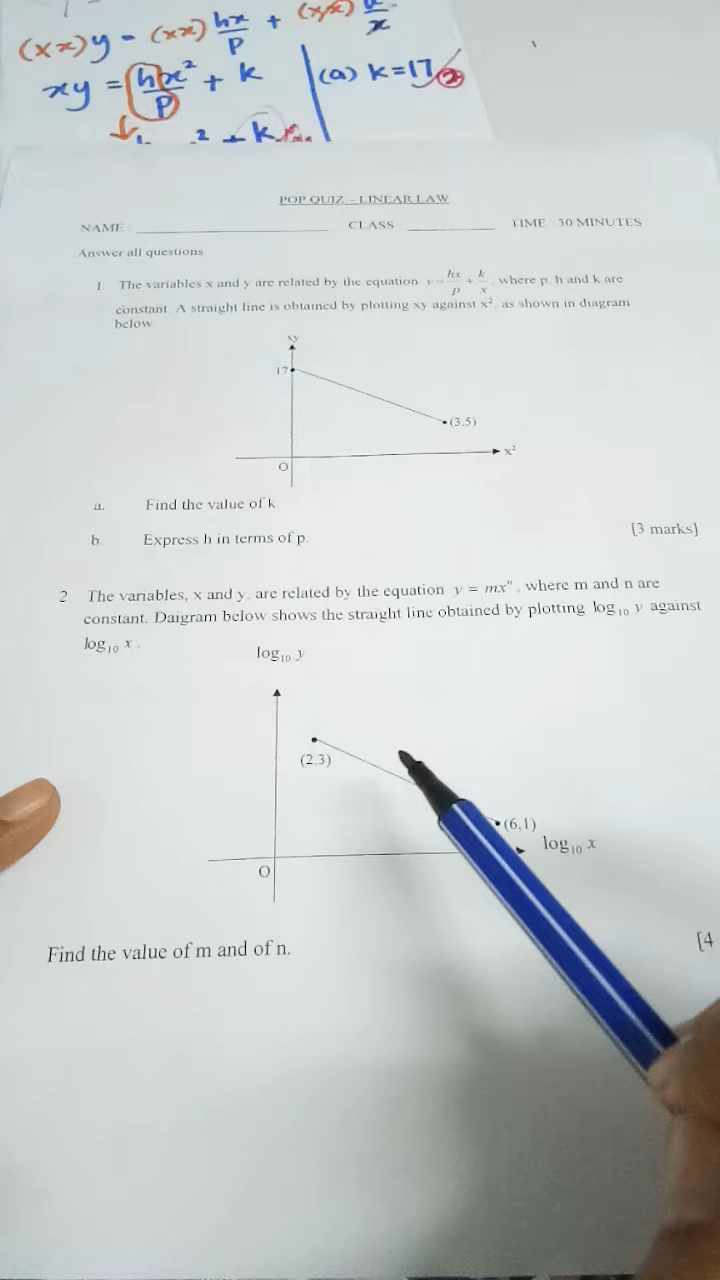 (xx)y = (xx) hx/p + (x/x) k/x
xy = hx²/p + k
(a) k=17
2 + k
POP QUIZ – LINEAR LAW
NAME CLASS TIME 30 MINUTES
Answer all questions
1 The variables x and y are related by the equation y = hx/p + k/x, where p, h and k are
constant. A straight line is obtained by plotting xy against x², as shown in diagram
below
xy
17
(3,5)
x²
O
a. Find the value of k
b. Express h in terms of p.
[3 marks]
2 The variables, x and y, are related by the equation y = mxⁿ, where m and n are
constant. Daigram below shows the straight line obtained by plotting log₁₀ y against
log₁₀ x.
log₁₀ y
(2,3)
(6,1)
log₁₀ x
O
Find the value of m and of n.
[4